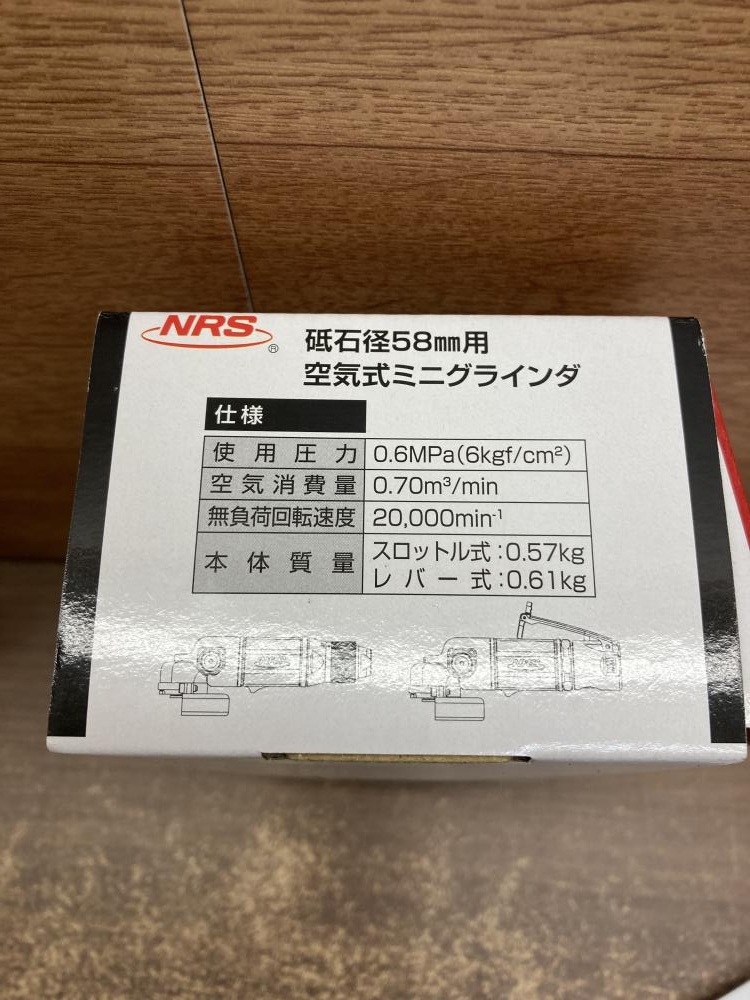 NRS
®
砥石径58mm用
空気式ミニグラインダ
仕様
使用圧力 0.6MPa(6kgf/cm²)
空気消費量 0.70m³/min
無負荷回転速度 20,000min⁻¹
本体質量 スロットル式:0.57kg
レバー式:0.61kg
NRS
NRS